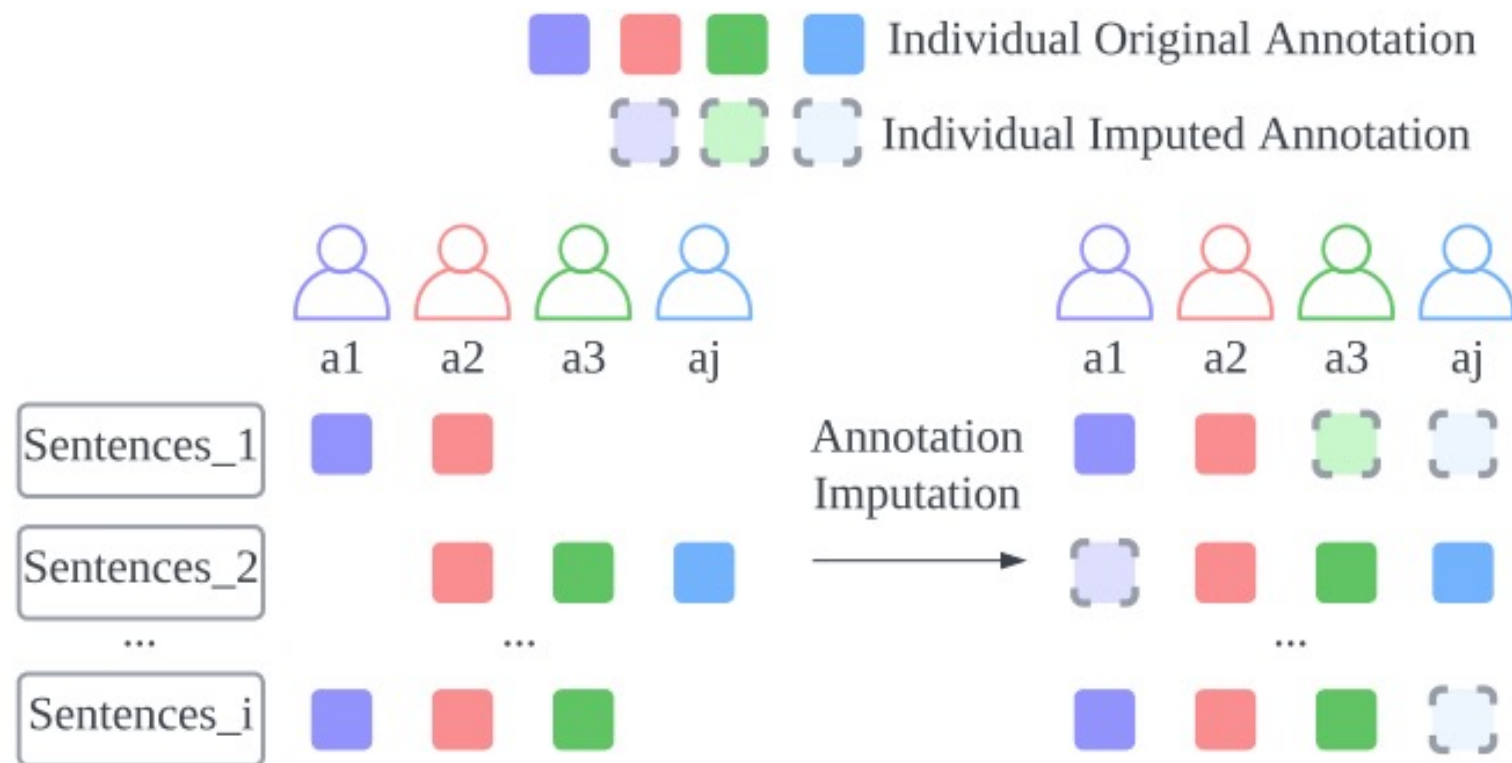 Individual Original Annotation
Individual Imputed Annotation
a1 a2 a3 aj a1 a2 a3 aj
Sentences_1
Annotation
Imputation
Sentences_2
... ... ...
Sentences_i